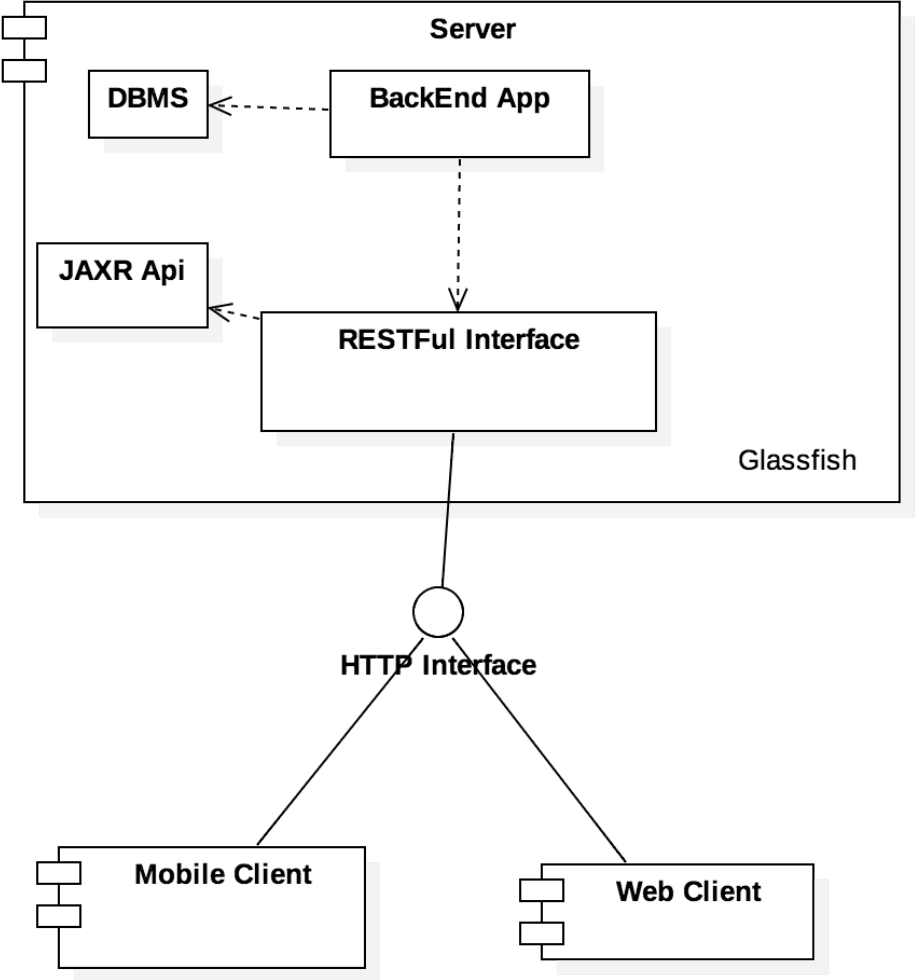 Server
DBMS
BackEnd App
JAXR Api
RESTFul Interface
Glassfish
HTTP Interface
Mobile Client
Web Client